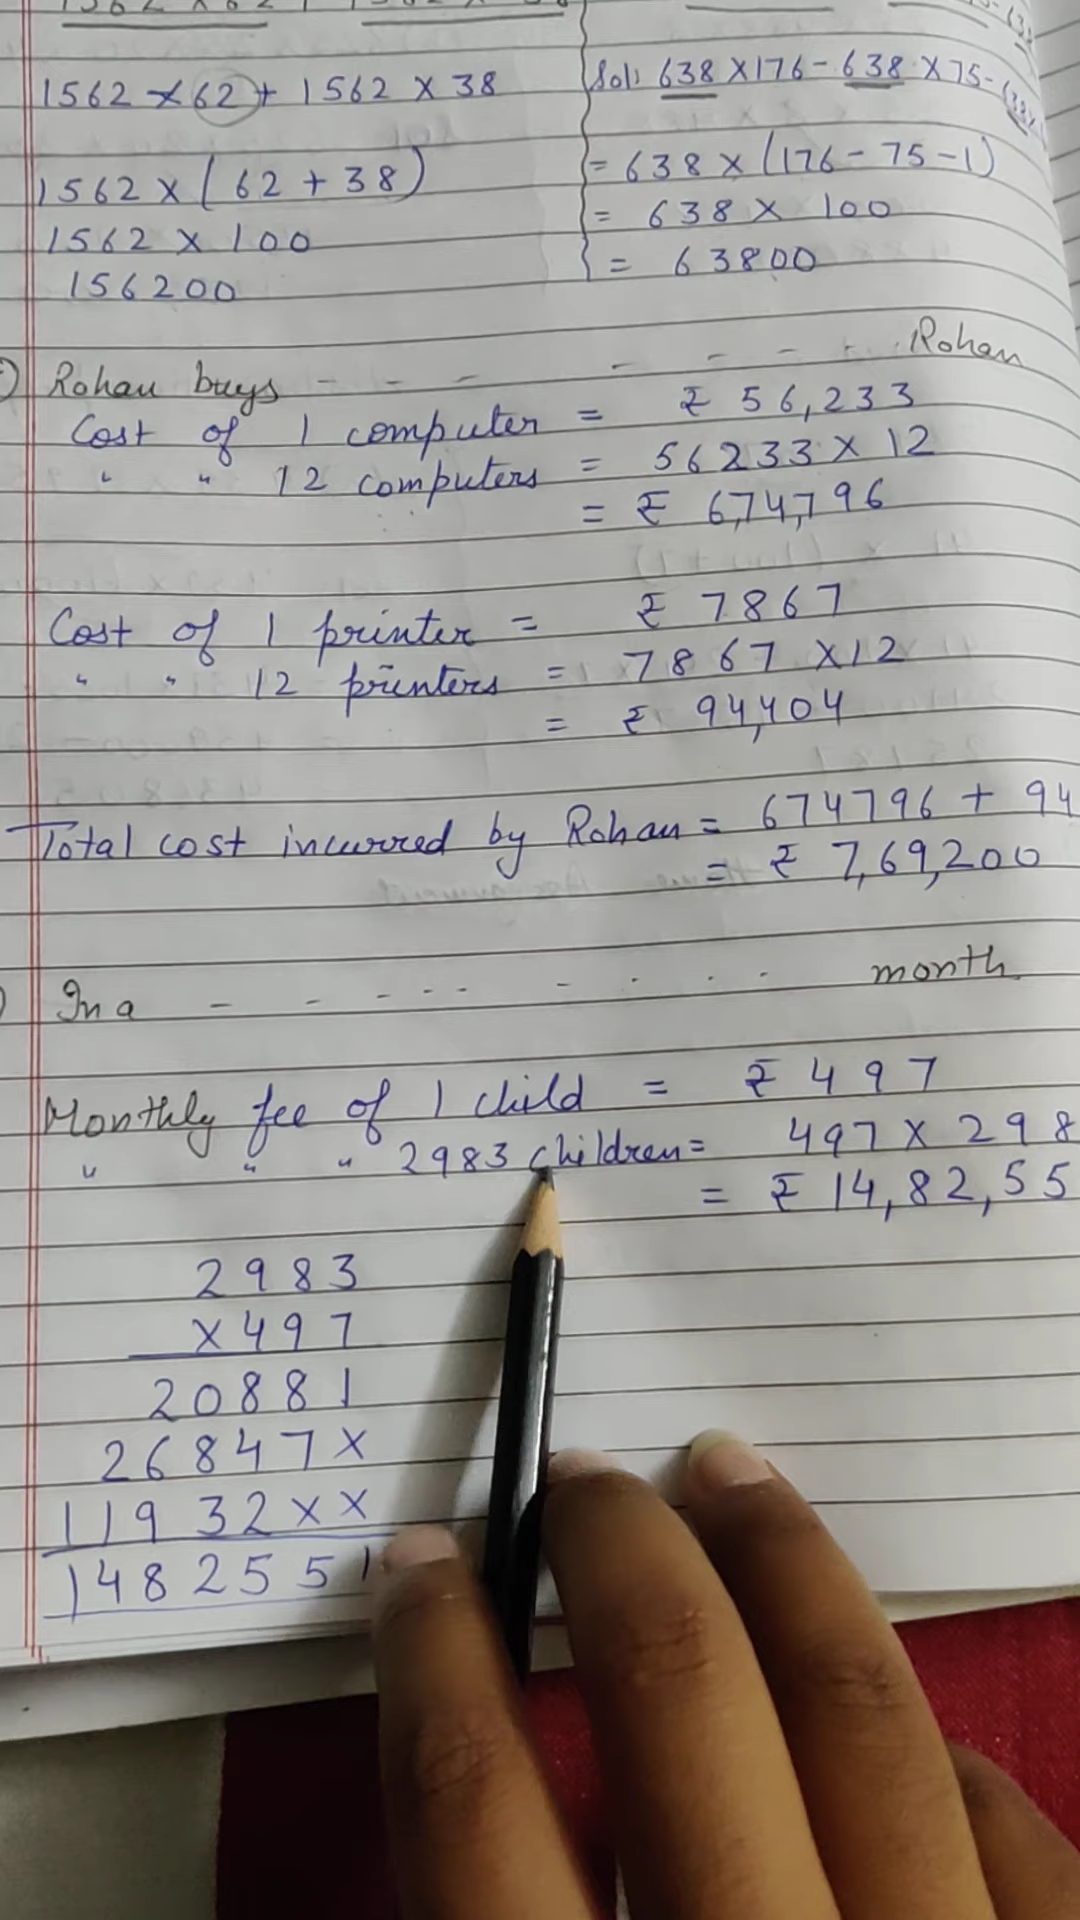 1562 × 62 + 1562 × 38
1562 × (62 + 38)
1562 × 100
156200
Sol: 638 × 176 - 638 × 75 -
= 638 × (176 - 75 - 1)
= 638 × 100
= 63800
Rohan buys - - - - - - Rohan
Cost of 1 computer = ₹ 56,233
" " 12 computers = 56233 × 12
= ₹ 6,74,796
Cost of 1 printer = ₹ 7867
" " 12 printers = 7867 × 12
= ₹ 94,404
Total cost incurred by Rohan = 674796 + 94
= ₹ 7,69,200
In a - - - - - - - - - month
Monthly fee of 1 child = ₹ 497
" " " 2983 children = 497 × 298
= ₹ 14,82,55
2983
×497
20881
26847×
11932××
1482551